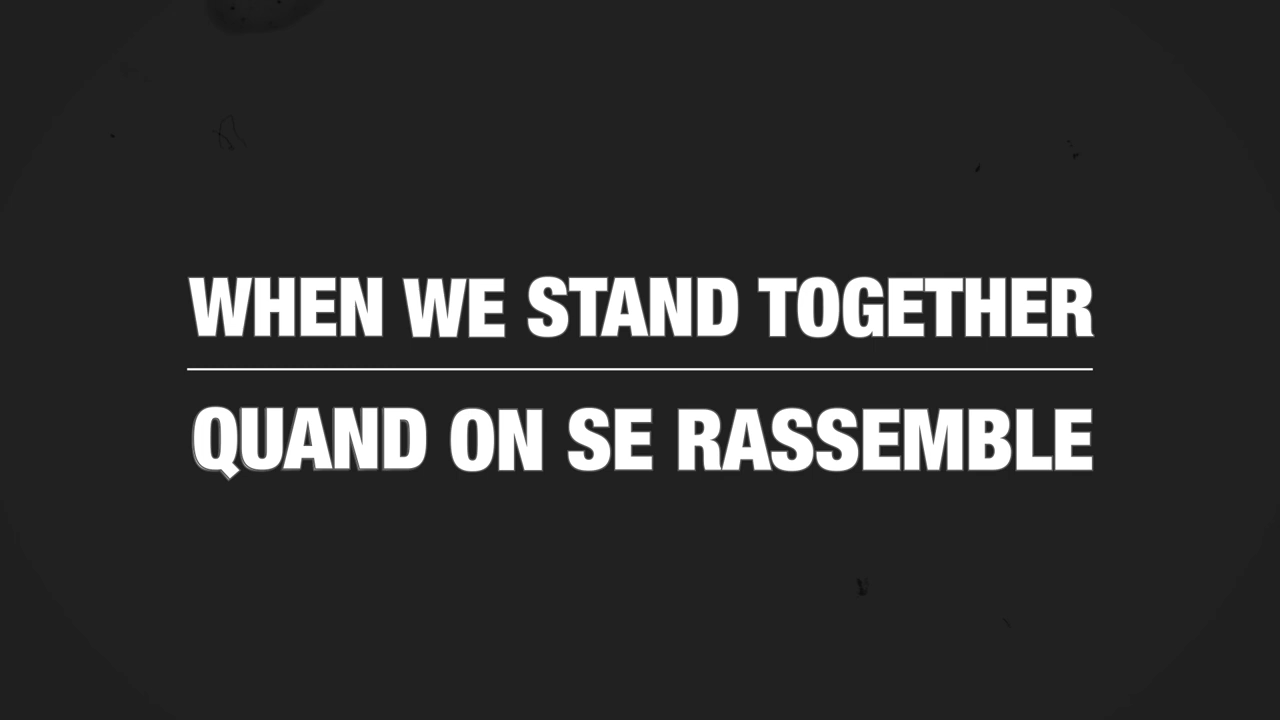 WHEN WE STAND TOGETHER
QUAND ON SE RASSEMBLE